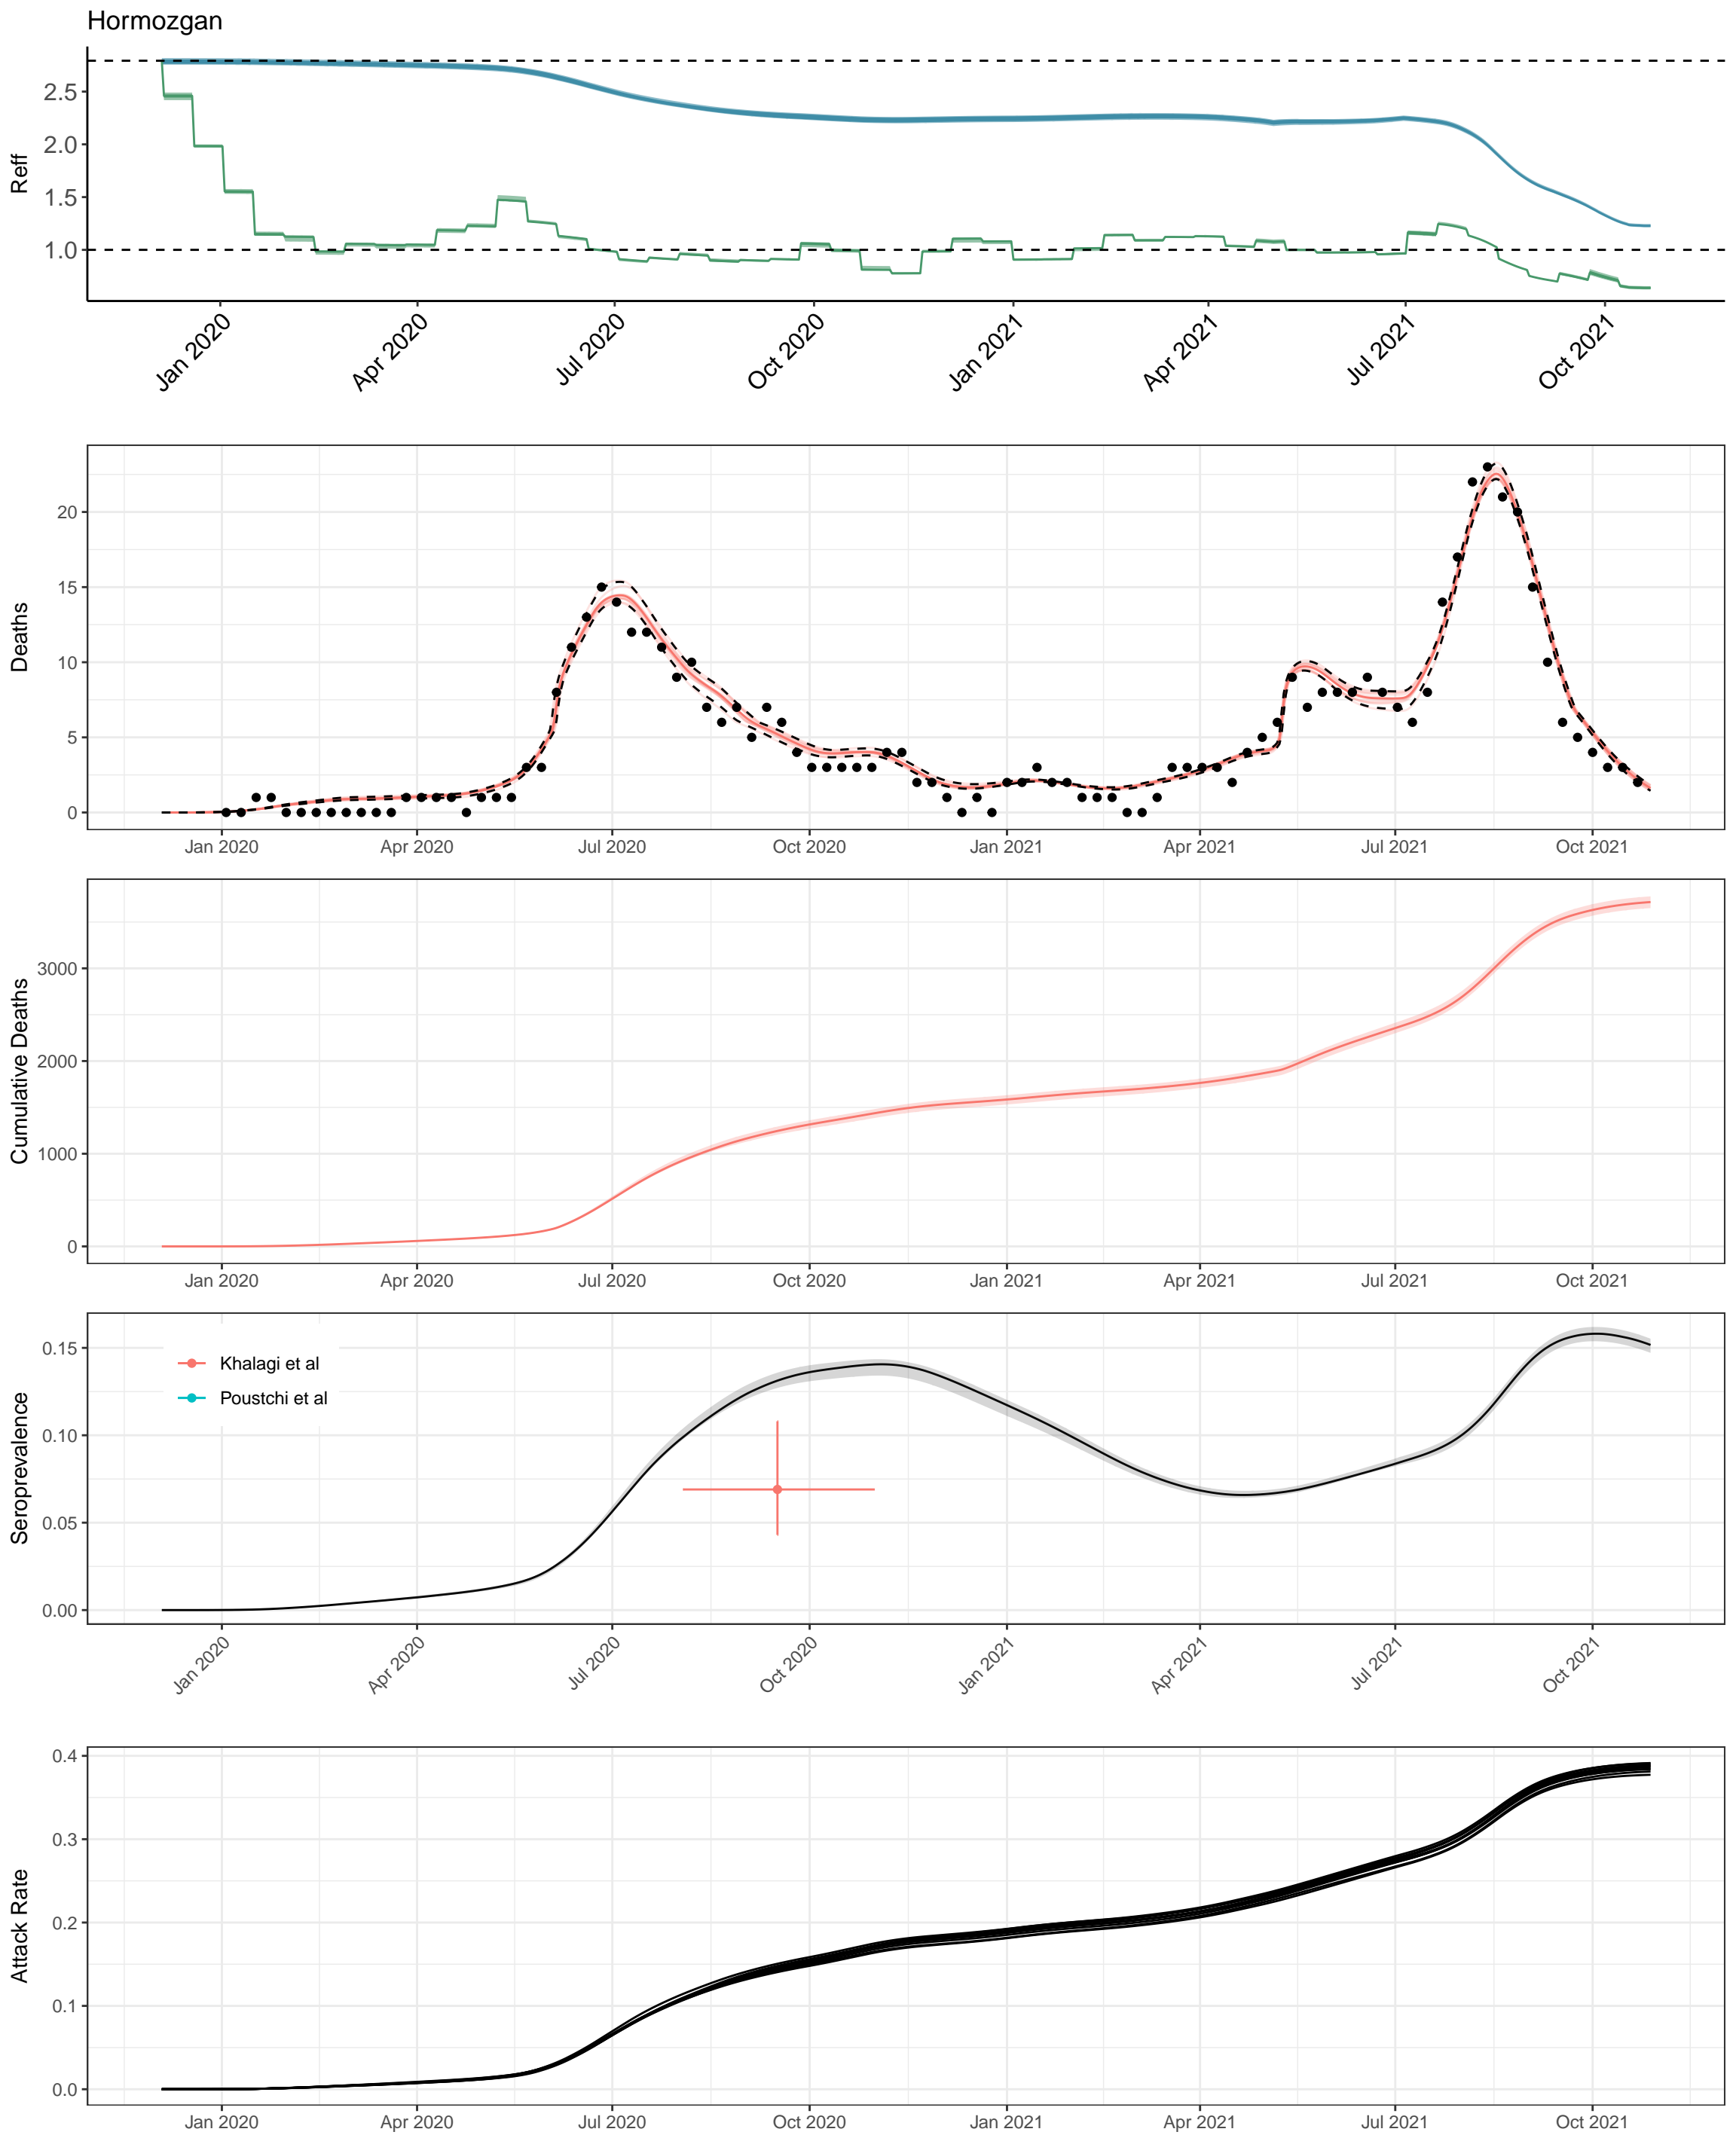 Hormozgan
Reff
2.5
2.0
1.5
1.0
Jan 2020
Apr 2020
Jul 2020
Oct 2020
Jan 2021
Apr 2021
Jul 2021
Oct 2021
Deaths
20
15
10
5
0
Jan 2020
Apr 2020
Jul 2020
Oct 2020
Jan 2021
Apr 2021
Jul 2021
Oct 2021
Cumulative Deaths
3000
2000
1000
0
Jan 2020
Apr 2020
Jul 2020
Oct 2020
Jan 2021
Apr 2021
Jul 2021
Oct 2021
Seroprevalence
0.15
0.10
0.05
0.00
Khalagi et al
Poustchi et al
Jan 2020
Apr 2020
Jul 2020
Oct 2020
Jan 2021
Apr 2021
Jul 2021
Oct 2021
Attack Rate
0.4
0.3
0.2
0.1
0.0
Jan 2020
Apr 2020
Jul 2020
Oct 2020
Jan 2021
Apr 2021
Jul 2021
Oct 2021